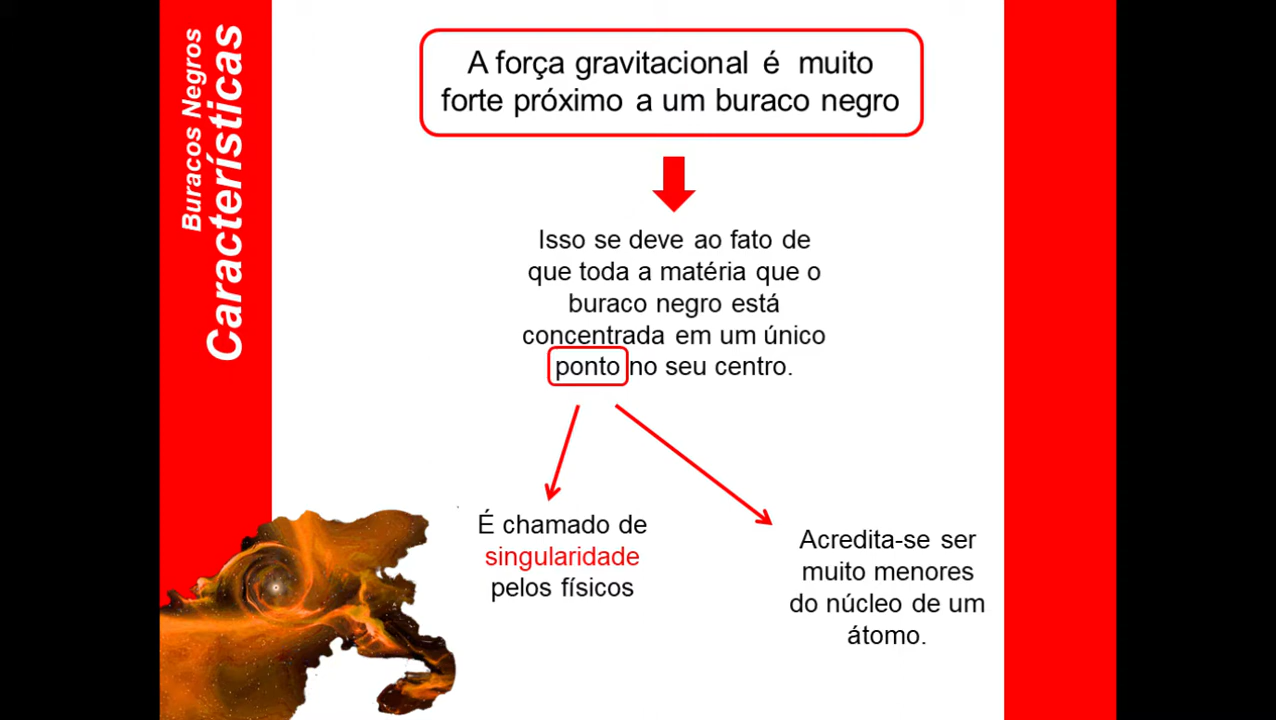 Buracos Negros
Características
A força gravitacional é muito
forte próximo a um buraco negro
Isso se deve ao fato de
que toda a matéria que o
buraco negro está
concentrada em um único
ponto no seu centro.
É chamado de
singularidade
pelos físicos
Acredita-se ser
muito menores
do núcleo de um
átomo.